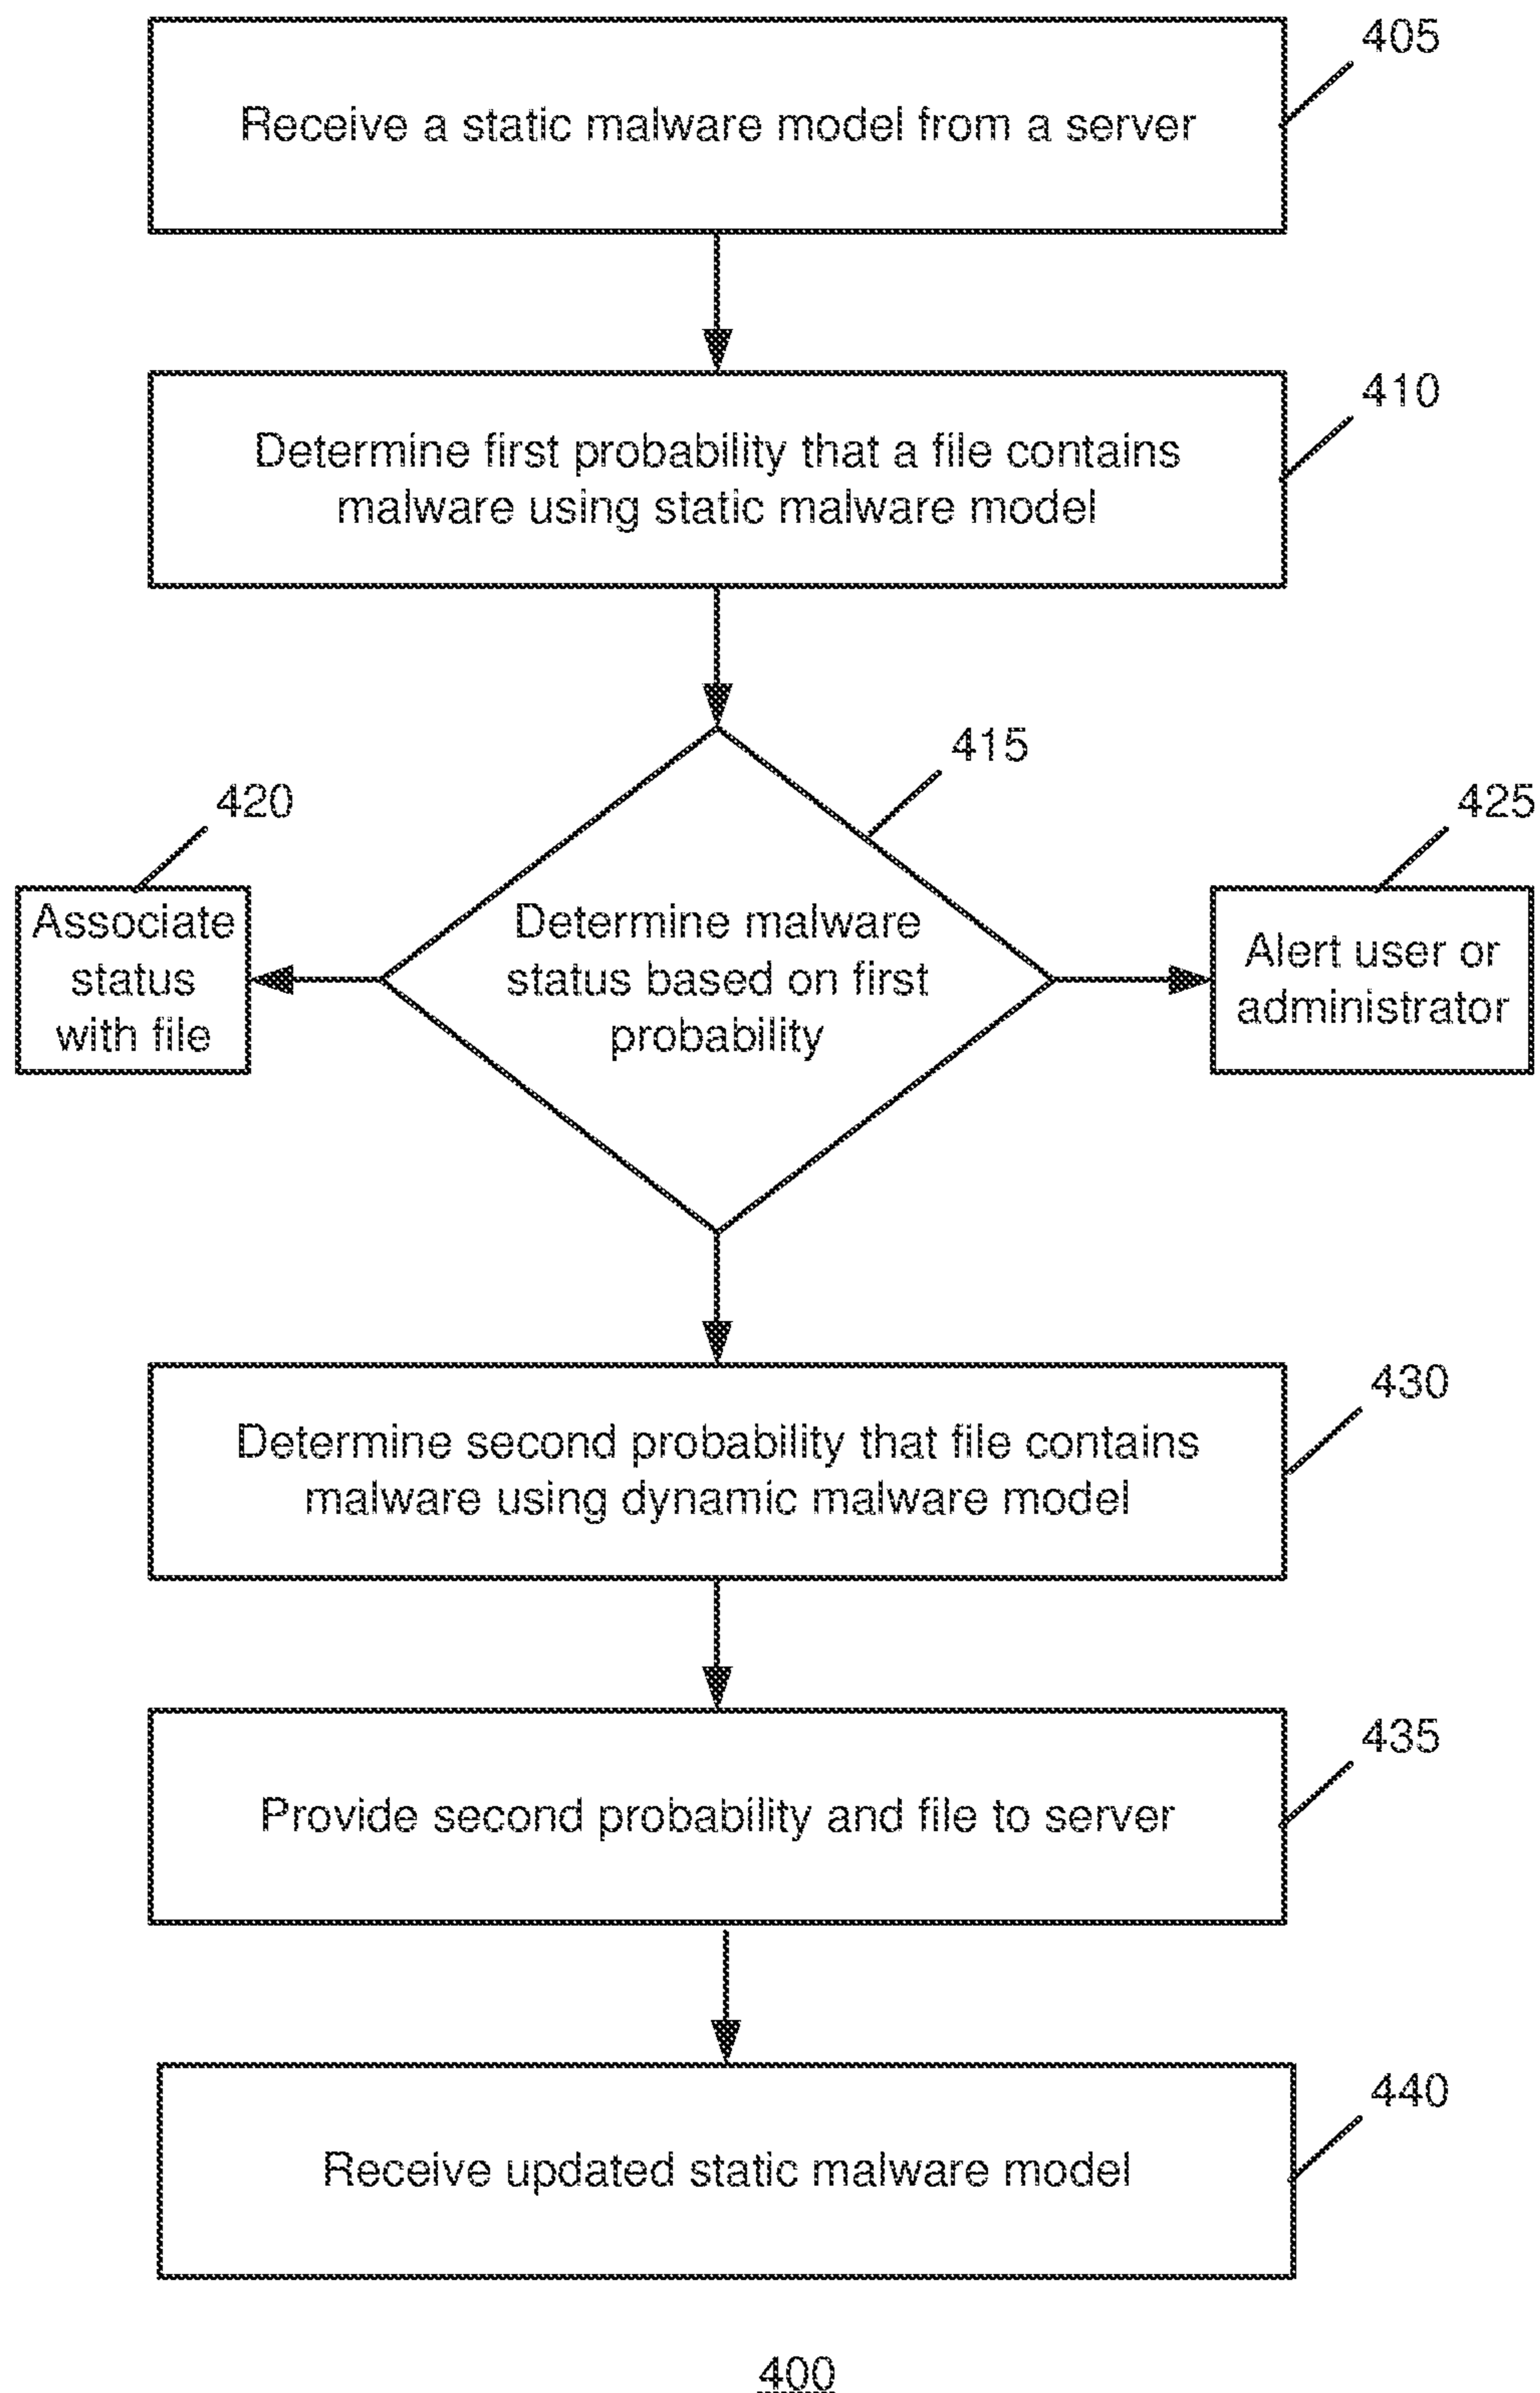 405
Receive a static malware model from a server
410
Determine first probability that a file contains
malware using static malware model
415
420
425
Associate
status
with file
Determine malware
status based on first
probability
Alert user or
administrator
430
Determine second probability that file contains
malware using dynamic malware model
435
Provide second probability and file to server
440
Receive updated static malware model
400